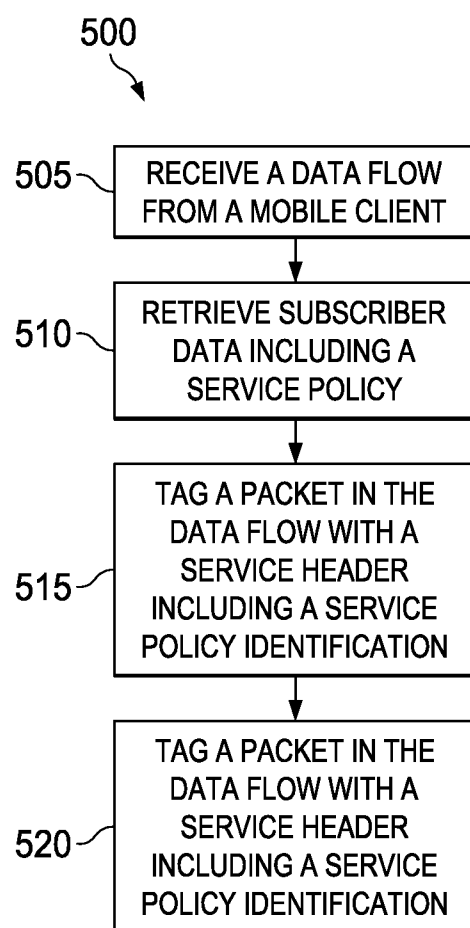 500
505
RECEIVE A DATA FLOW
FROM A MOBILE CLIENT
510
RETRIEVE SUBSCRIBER
DATA INCLUDING A
SERVICE POLICY
515
TAG A PACKET IN THE
DATA FLOW WITH A
SERVICE HEADER
INCLUDING A SERVICE
POLICY IDENTIFICATION
520
TAG A PACKET IN THE
DATA FLOW WITH A
SERVICE HEADER
INCLUDING A SERVICE
POLICY IDENTIFICATION